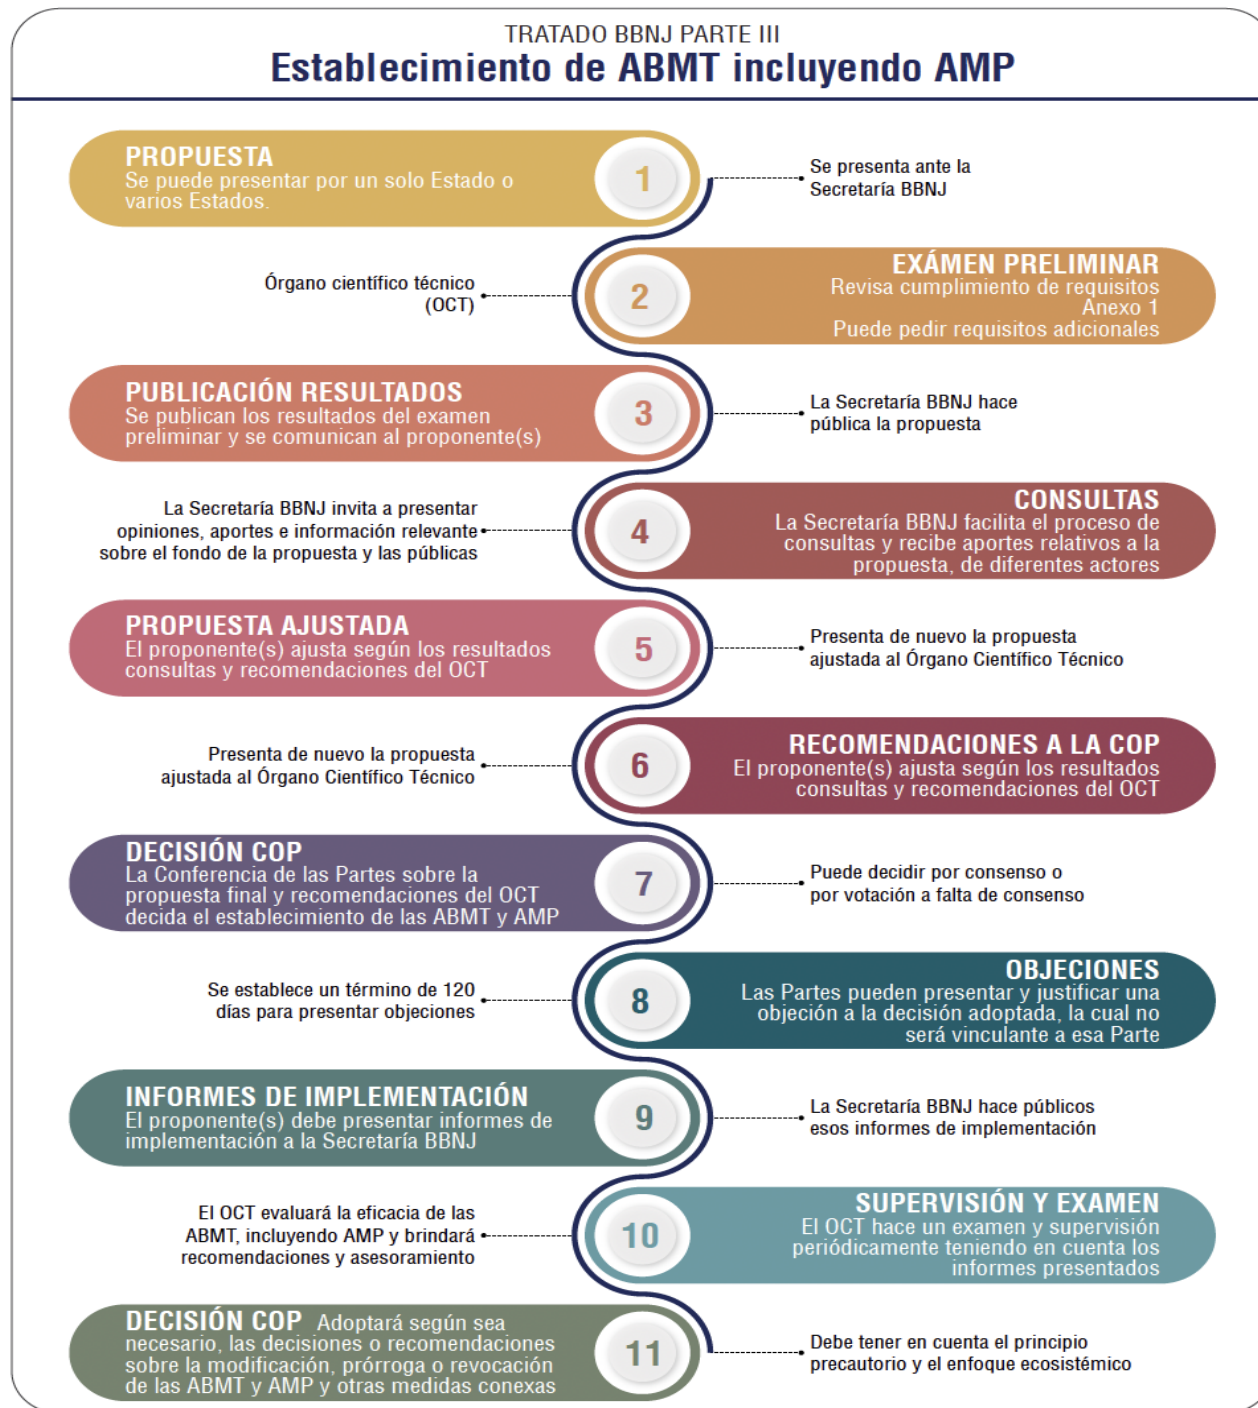 TRATADO BBNJ PARTE III
Establecimiento de ABMT incluyendo AMP
PROPUESTA
Se puede presentar por un solo Estado o
varios Estados.
1
Se presenta ante la
Secretaría BBNJ
Órgano científico técnico
(OCT)
2
EXÁMEN PRELIMINAR
Revisa cumplimiento de requisitos
Anexo 1
Puede pedir requisitos adicionales
PUBLICACIÓN RESULTADOS
Se publican los resultados del examen
preliminar y se comunican al proponente(s)
3
La Secretaría BBNJ hace
pública la propuesta
La Secretaría BBNJ invita a presentar
opiniones, aportes e información relevante
sobre el fondo de la propuesta y las públicas
4
CONSULTAS
La Secretaría BBNJ facilita el proceso de
consultas y recibe aportes relativos a la
propuesta, de diferentes actores
PROPUESTA AJUSTADA
El proponente(s) ajusta según los resultados
consultas y recomendaciones del OCT
5
Presenta de nuevo la propuesta
ajustada al Órgano Científico Técnico
Presenta de nuevo la propuesta
ajustada al Órgano Científico Técnico
6
RECOMENDACIONES A LA COP
El proponente(s) ajusta según los resultados
consultas y recomendaciones del OCT
DECISIÓN COP
La Conferencia de las Partes sobre la
propuesta final y recomendaciones del OCT
decida el establecimiento de las ABMT y AMP
7
Puede decidir por consenso o
por votación a falta de consenso
Se establece un término de 120
días para presentar objeciones
8
OBJECIONES
Las Partes pueden presentar y justificar una
objeción a la decisión adoptada, la cual no
será vinculante a esa Parte
INFORMES DE IMPLEMENTACIÓN
El proponente(s) debe presentar informes de
implementación a la Secretaría BBNJ
9
La Secretaría BBNJ hace públicos
esos informes de implementación
El OCT evaluará la eficacia de las
ABMT, incluyendo AMP y brindará
recomendaciones y asesoramiento
10
SUPERVISIÓN Y EXAMEN
El OCT hace un examen y supervisión
periódicamente teniendo en cuenta los
informes presentados
DECISIÓN COP Adoptará según sea
necesario, las decisiones o recomendaciones
sobre la modificación, prórroga o revocación
de las ABMT y AMP y otras medidas conexas
11
Debe tener en cuenta el principio
precautorio y el enfoque ecosistémico